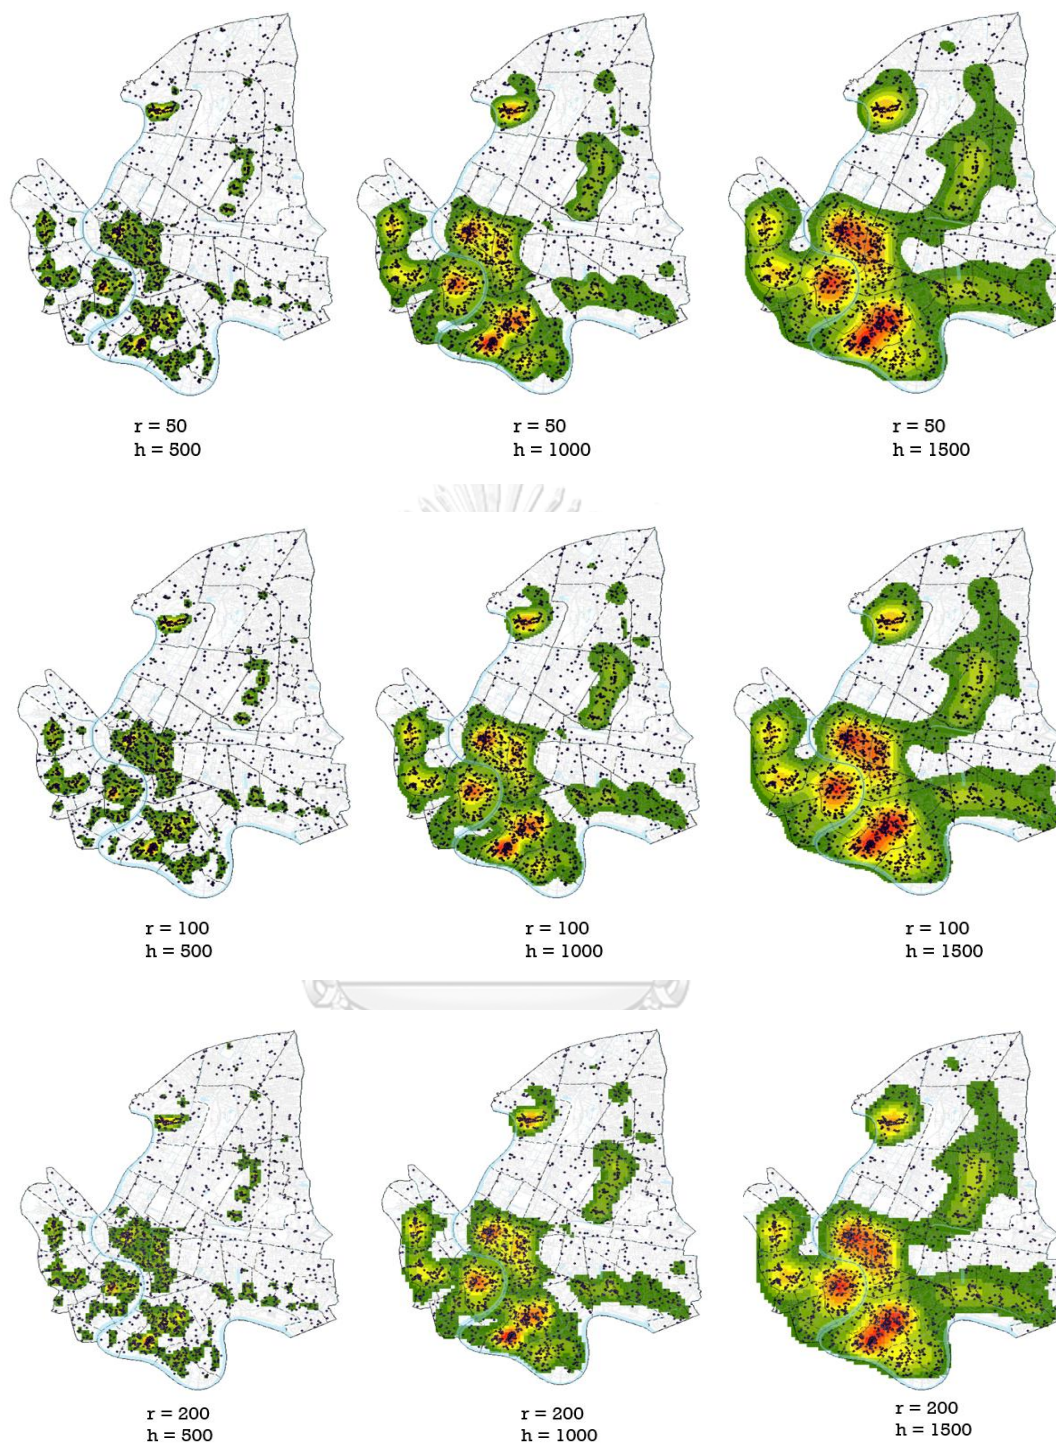 r = 50
h = 500
r = 50
h = 1000
r = 50
h = 1500
r = 100
h = 500
r = 100
h = 1000
r = 100
h = 1500
r = 200
h = 500
r = 200
h = 1000
r = 200
h = 1500